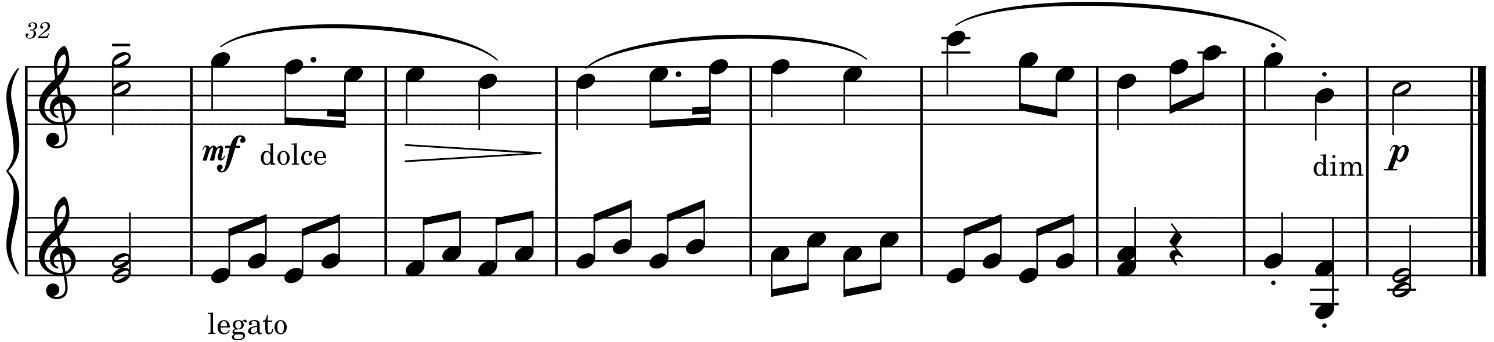 32
mf dolce
dim p
legato